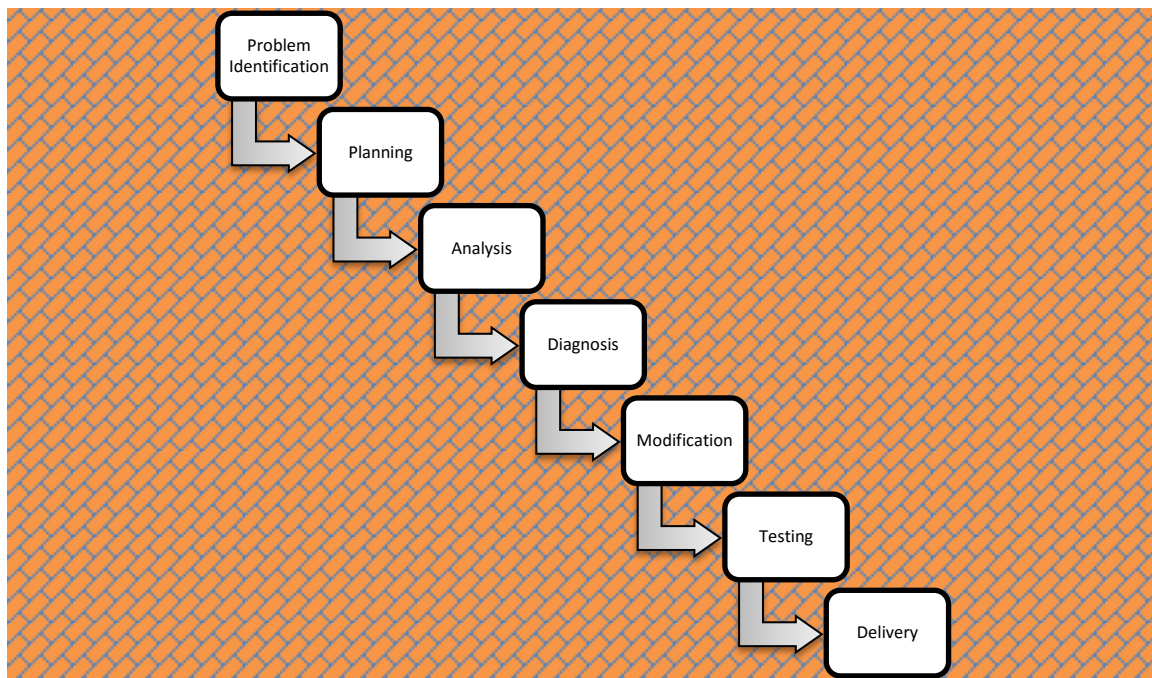 Problem
Identification
Planning
Analysis
Diagnosis
Modification
Testing
Delivery